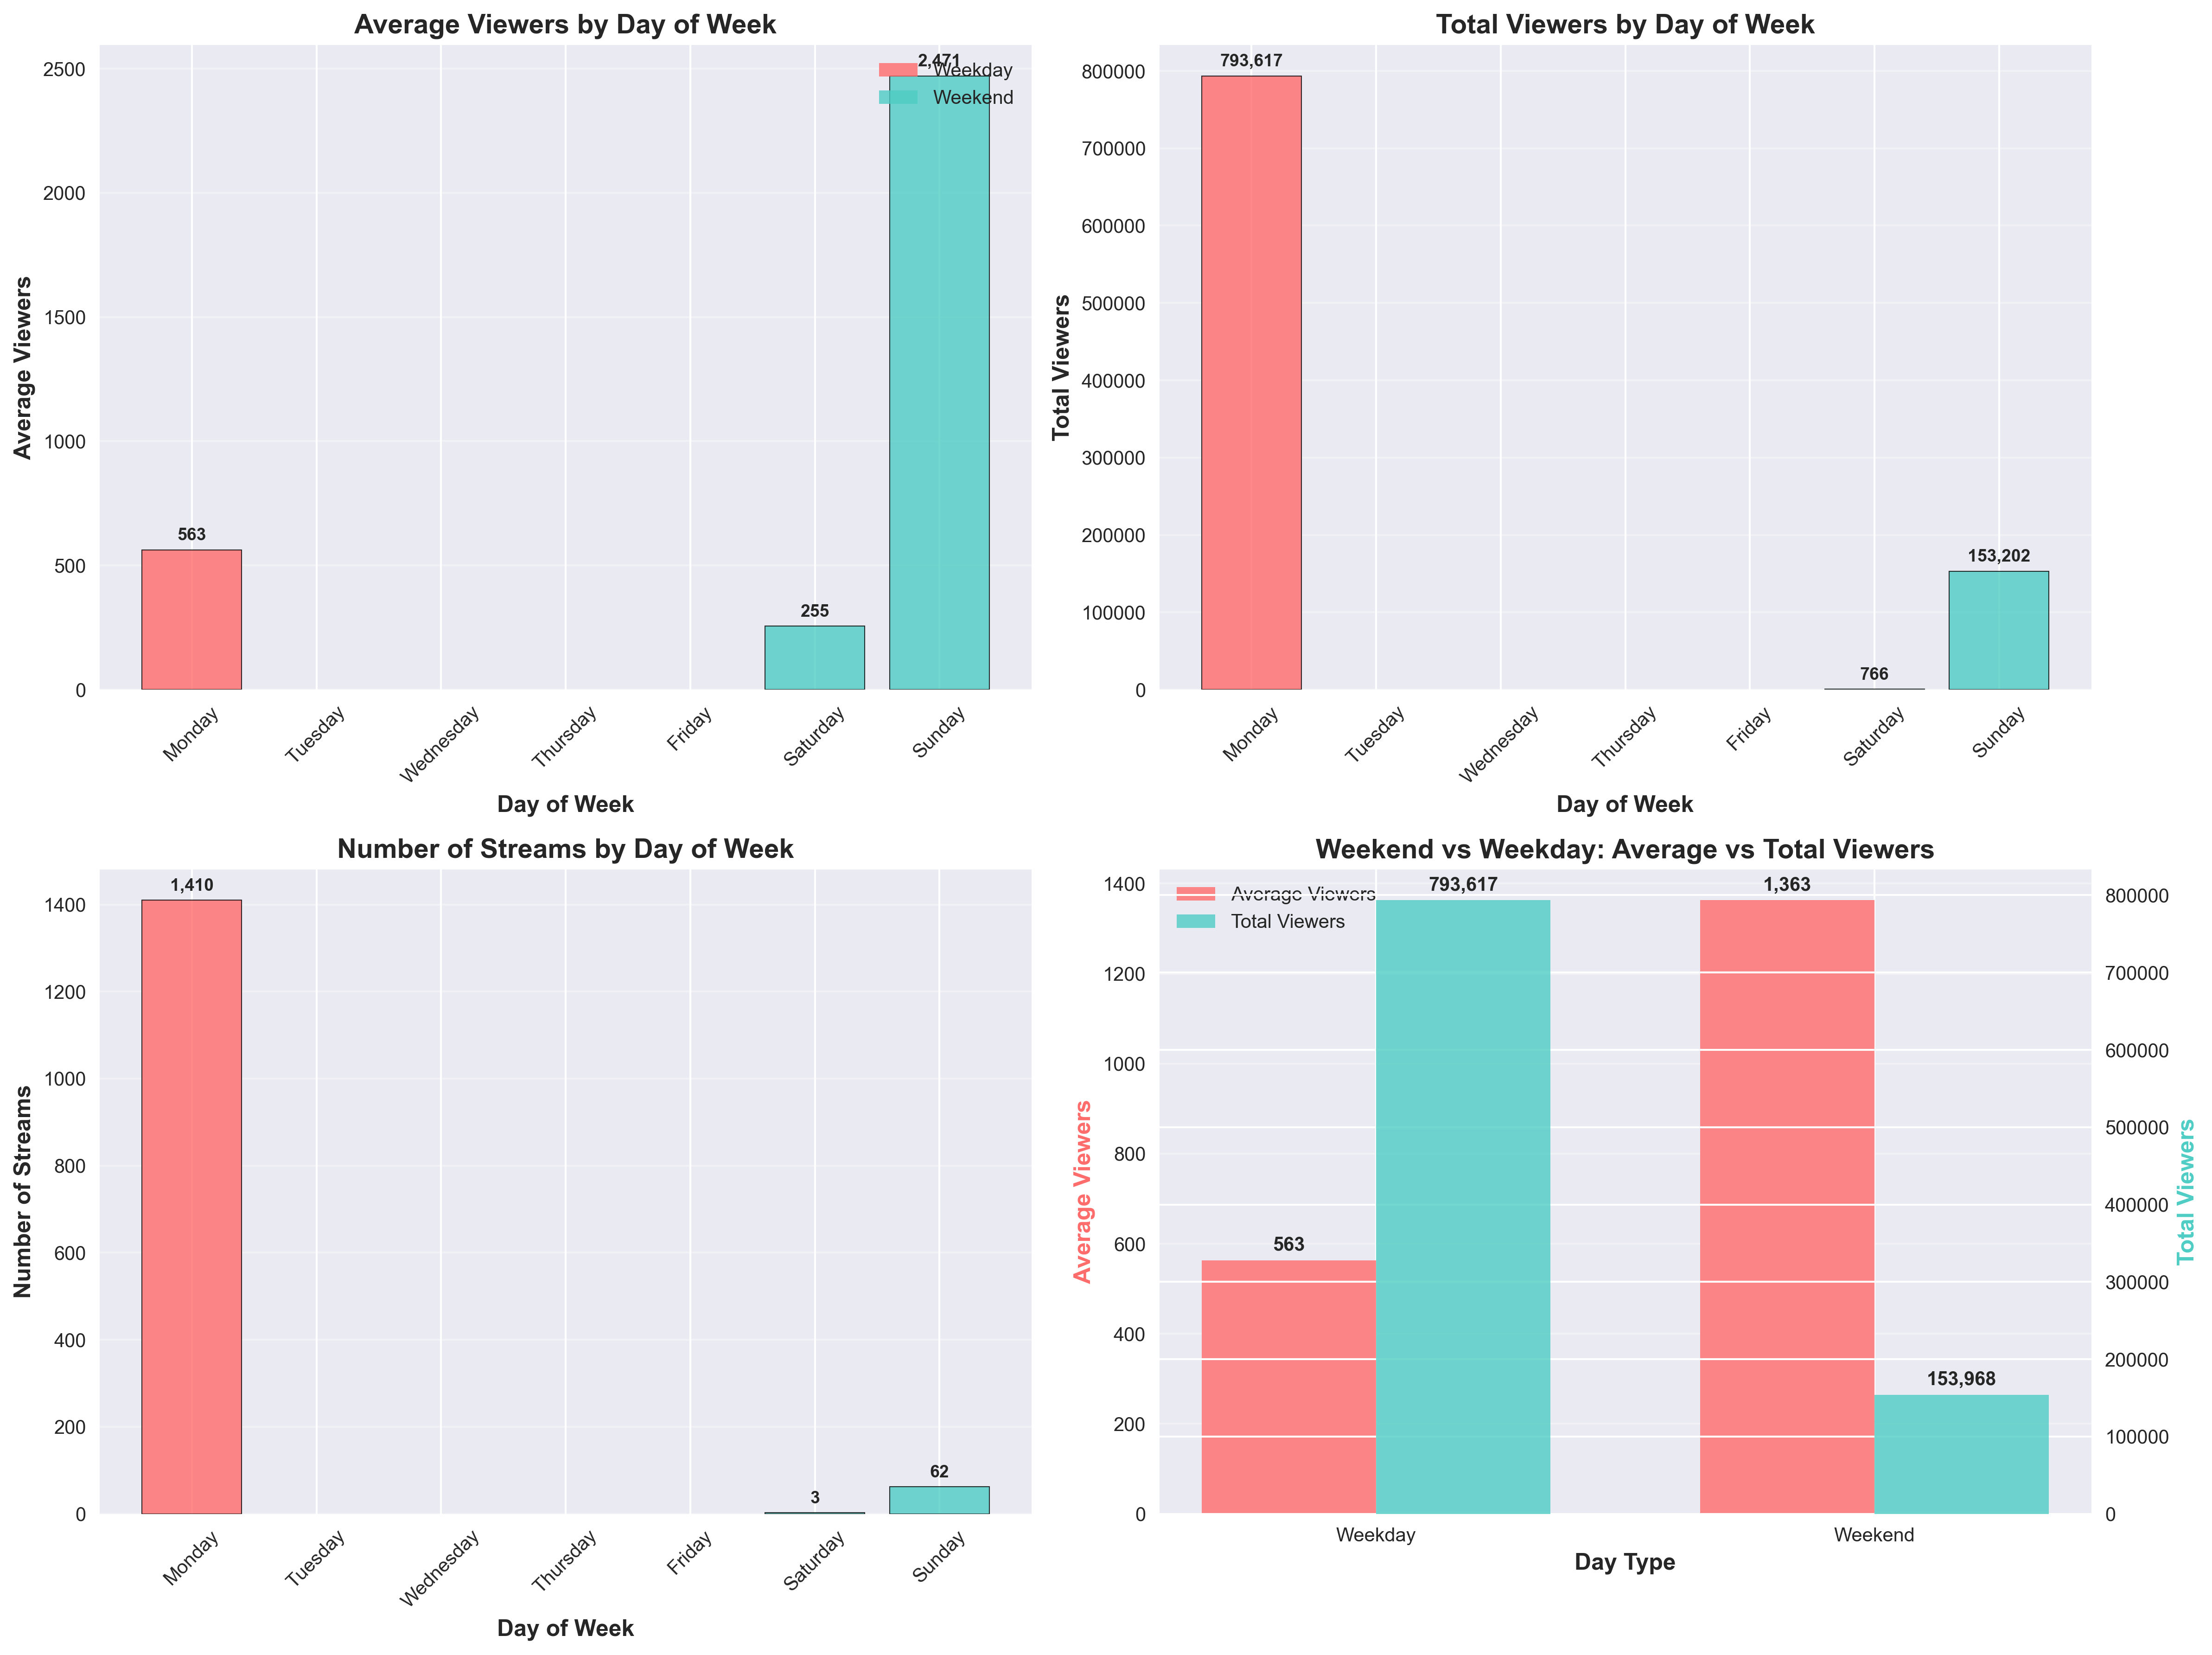 Average Viewers by Day of Week
2500
2000
1500
1000
500
0
Average Viewers
2,471
Weekday
Weekend
563
255
Monday
Tuesday
Wednesday
Thursday
Friday
Saturday
Sunday
Day of Week
Total Viewers by Day of Week
800000
700000
600000
500000
400000
300000
200000
100000
0
Total Viewers
793,617
766
153,202
Monday
Tuesday
Wednesday
Thursday
Friday
Saturday
Sunday
Day of Week
Number of Streams by Day of Week
1400
1200
1000
800
600
400
200
0
Number of Streams
1,410
3
62
Monday
Tuesday
Wednesday
Thursday
Friday
Saturday
Sunday
Day of Week
Weekend vs Weekday: Average vs Total Viewers
1400
1200
1000
800
600
400
200
0
Average Viewers
Average Viewers
Total Viewers
563
793,617
1,363
153,968
800000
700000
600000
500000
400000
300000
200000
100000
0
Total Viewers
Weekday
Weekend
Day Type